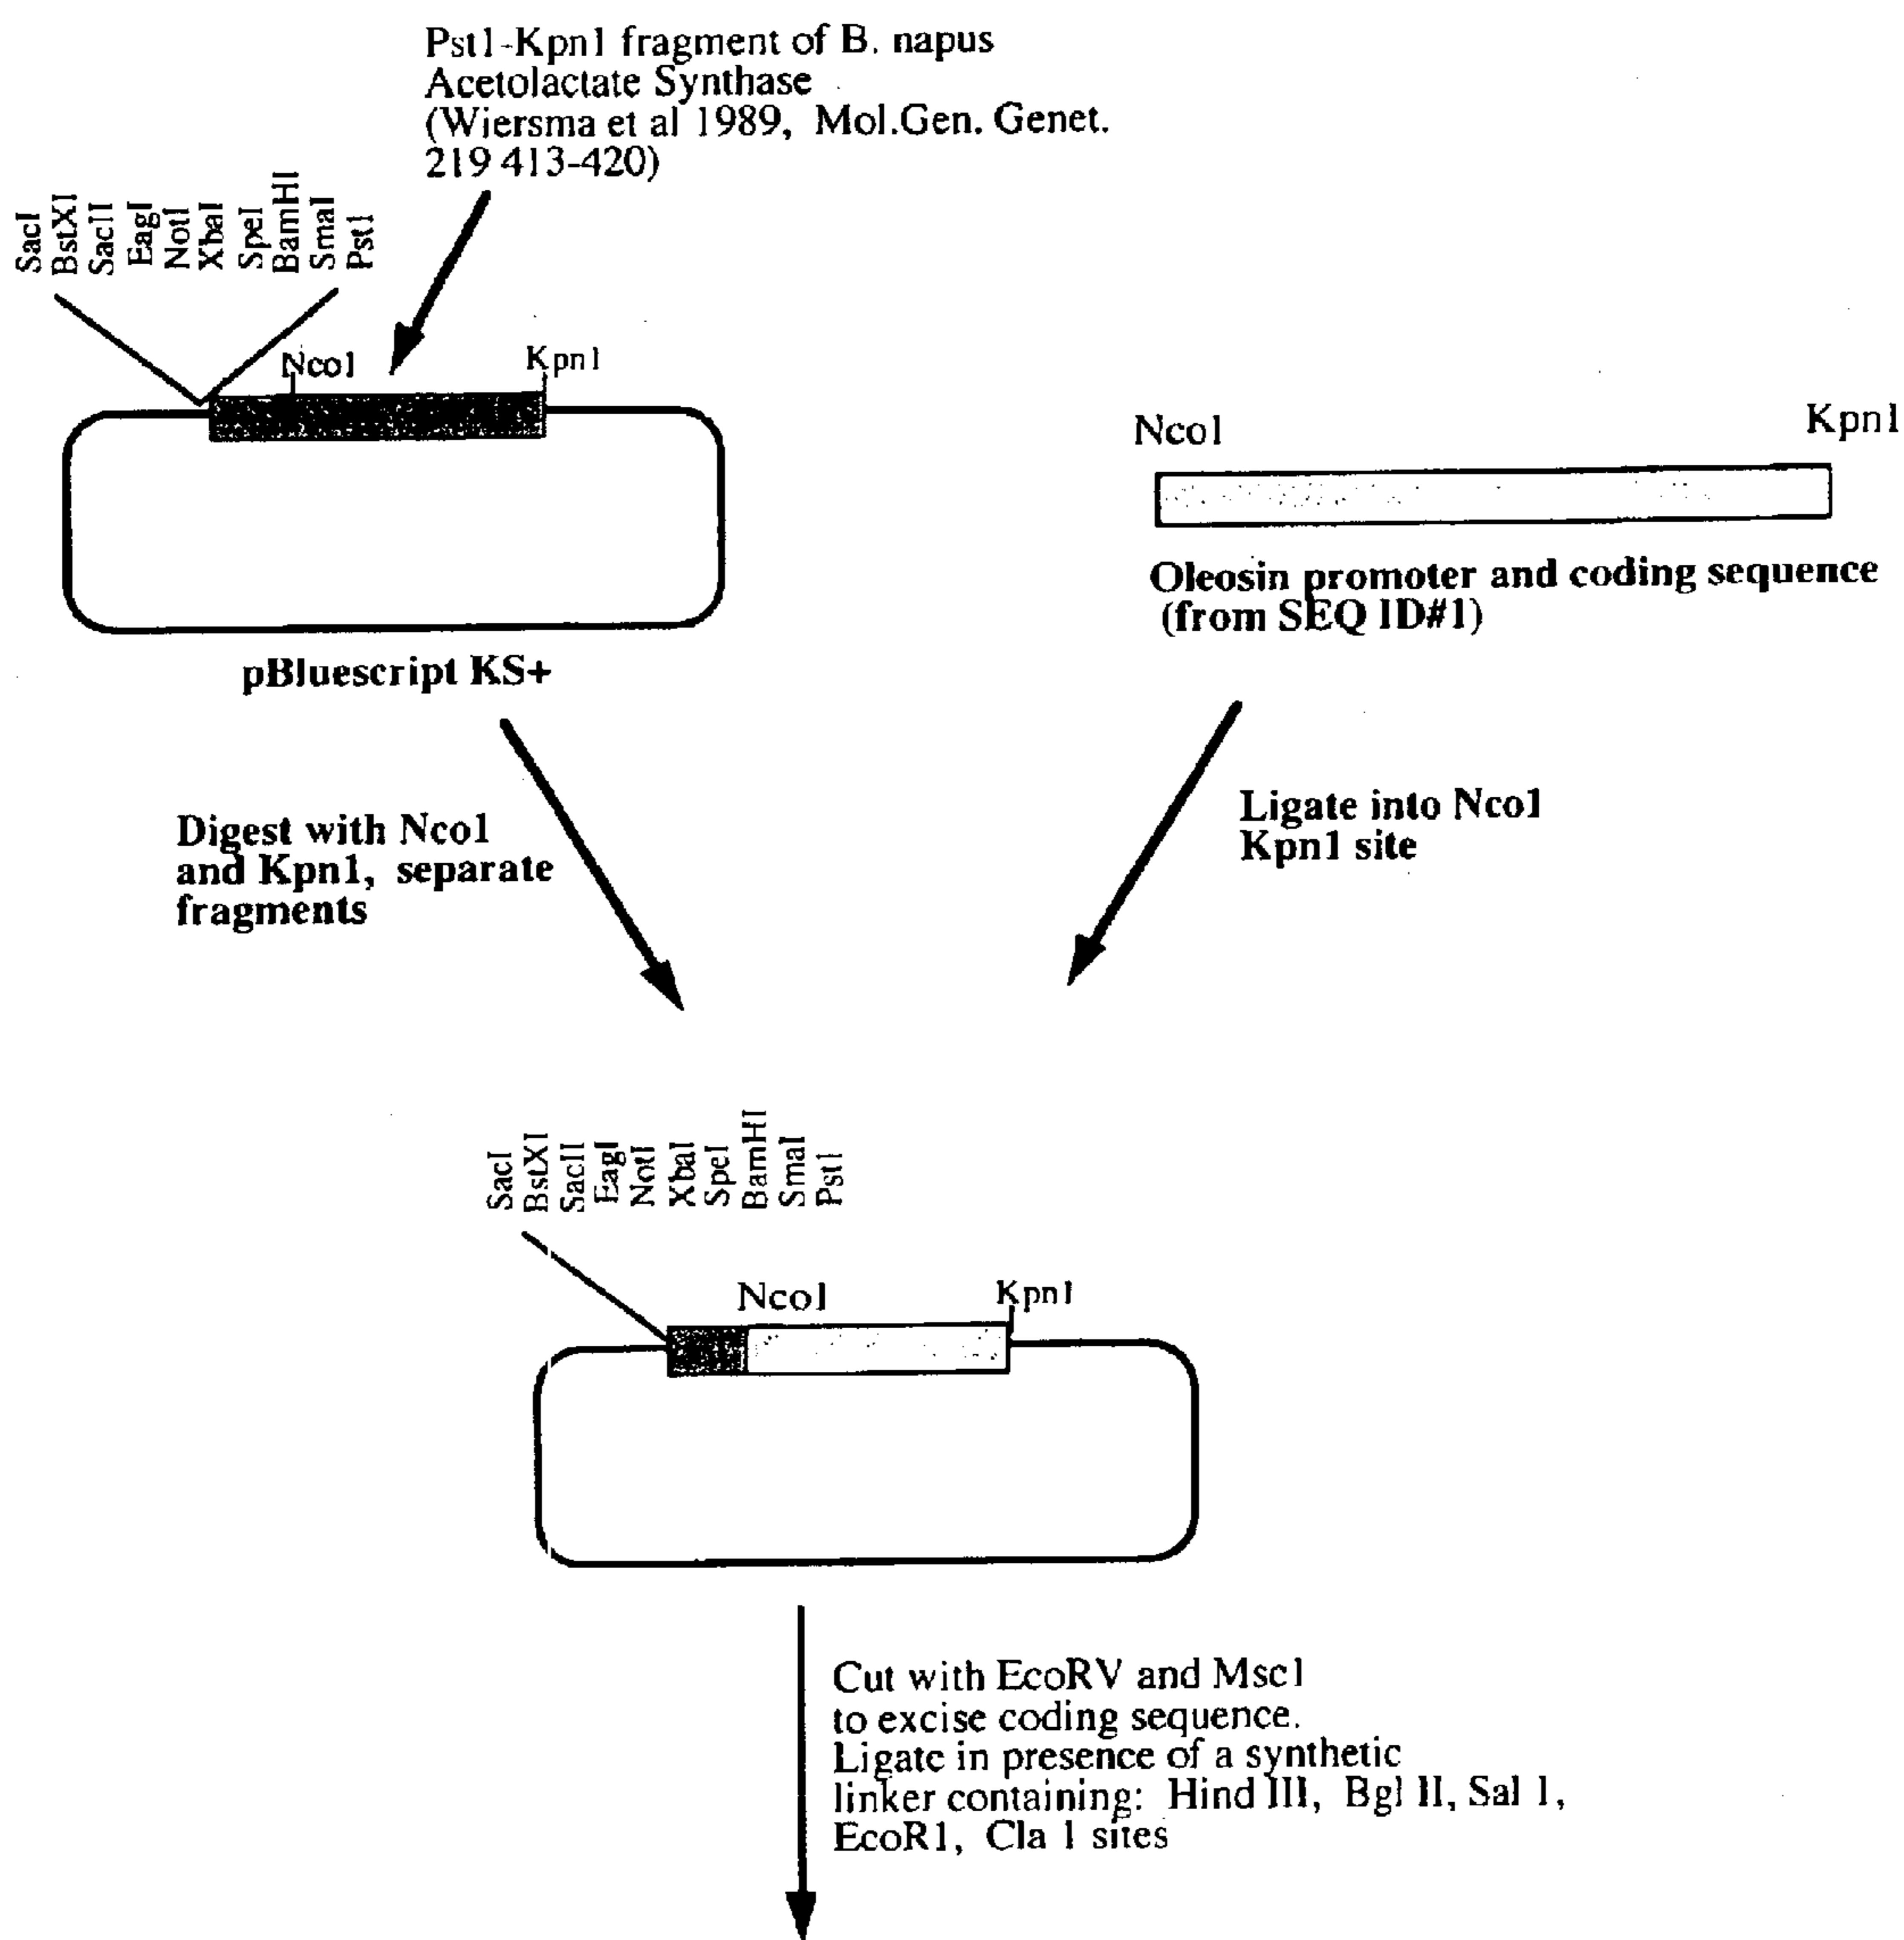 Pst1-Kpn1 fragment of B. napus
Acetolactate Synthase
(Wiersma et al 1989, Mol.Gen. Genet.
219 413-420)
SacI
BstXI
SacII
EagI
NotI
XbaI
SpeI
BamHI
SmaI
Pst1
Nco1
Kpn1
pBluescript KS+
Nco1
Kpn1
Oleosin promoter and coding sequence
(from SEQ ID#1)
Digest with Nco1
and Kpn1, separate
fragments
Ligate into Nco1
Kpn1 site
SacI
BstXI
SacII
EagI
NotI
XbaI
SpeI
BamHI
SmaI
Pst1
Nco1
Kpn1
Cut with EcoRV and Msc1
to excise coding sequence.
Ligate in presence of a synthetic
linker containing: Hind III, Bgl II, Sal 1,
EcoR1, Cla 1 sites